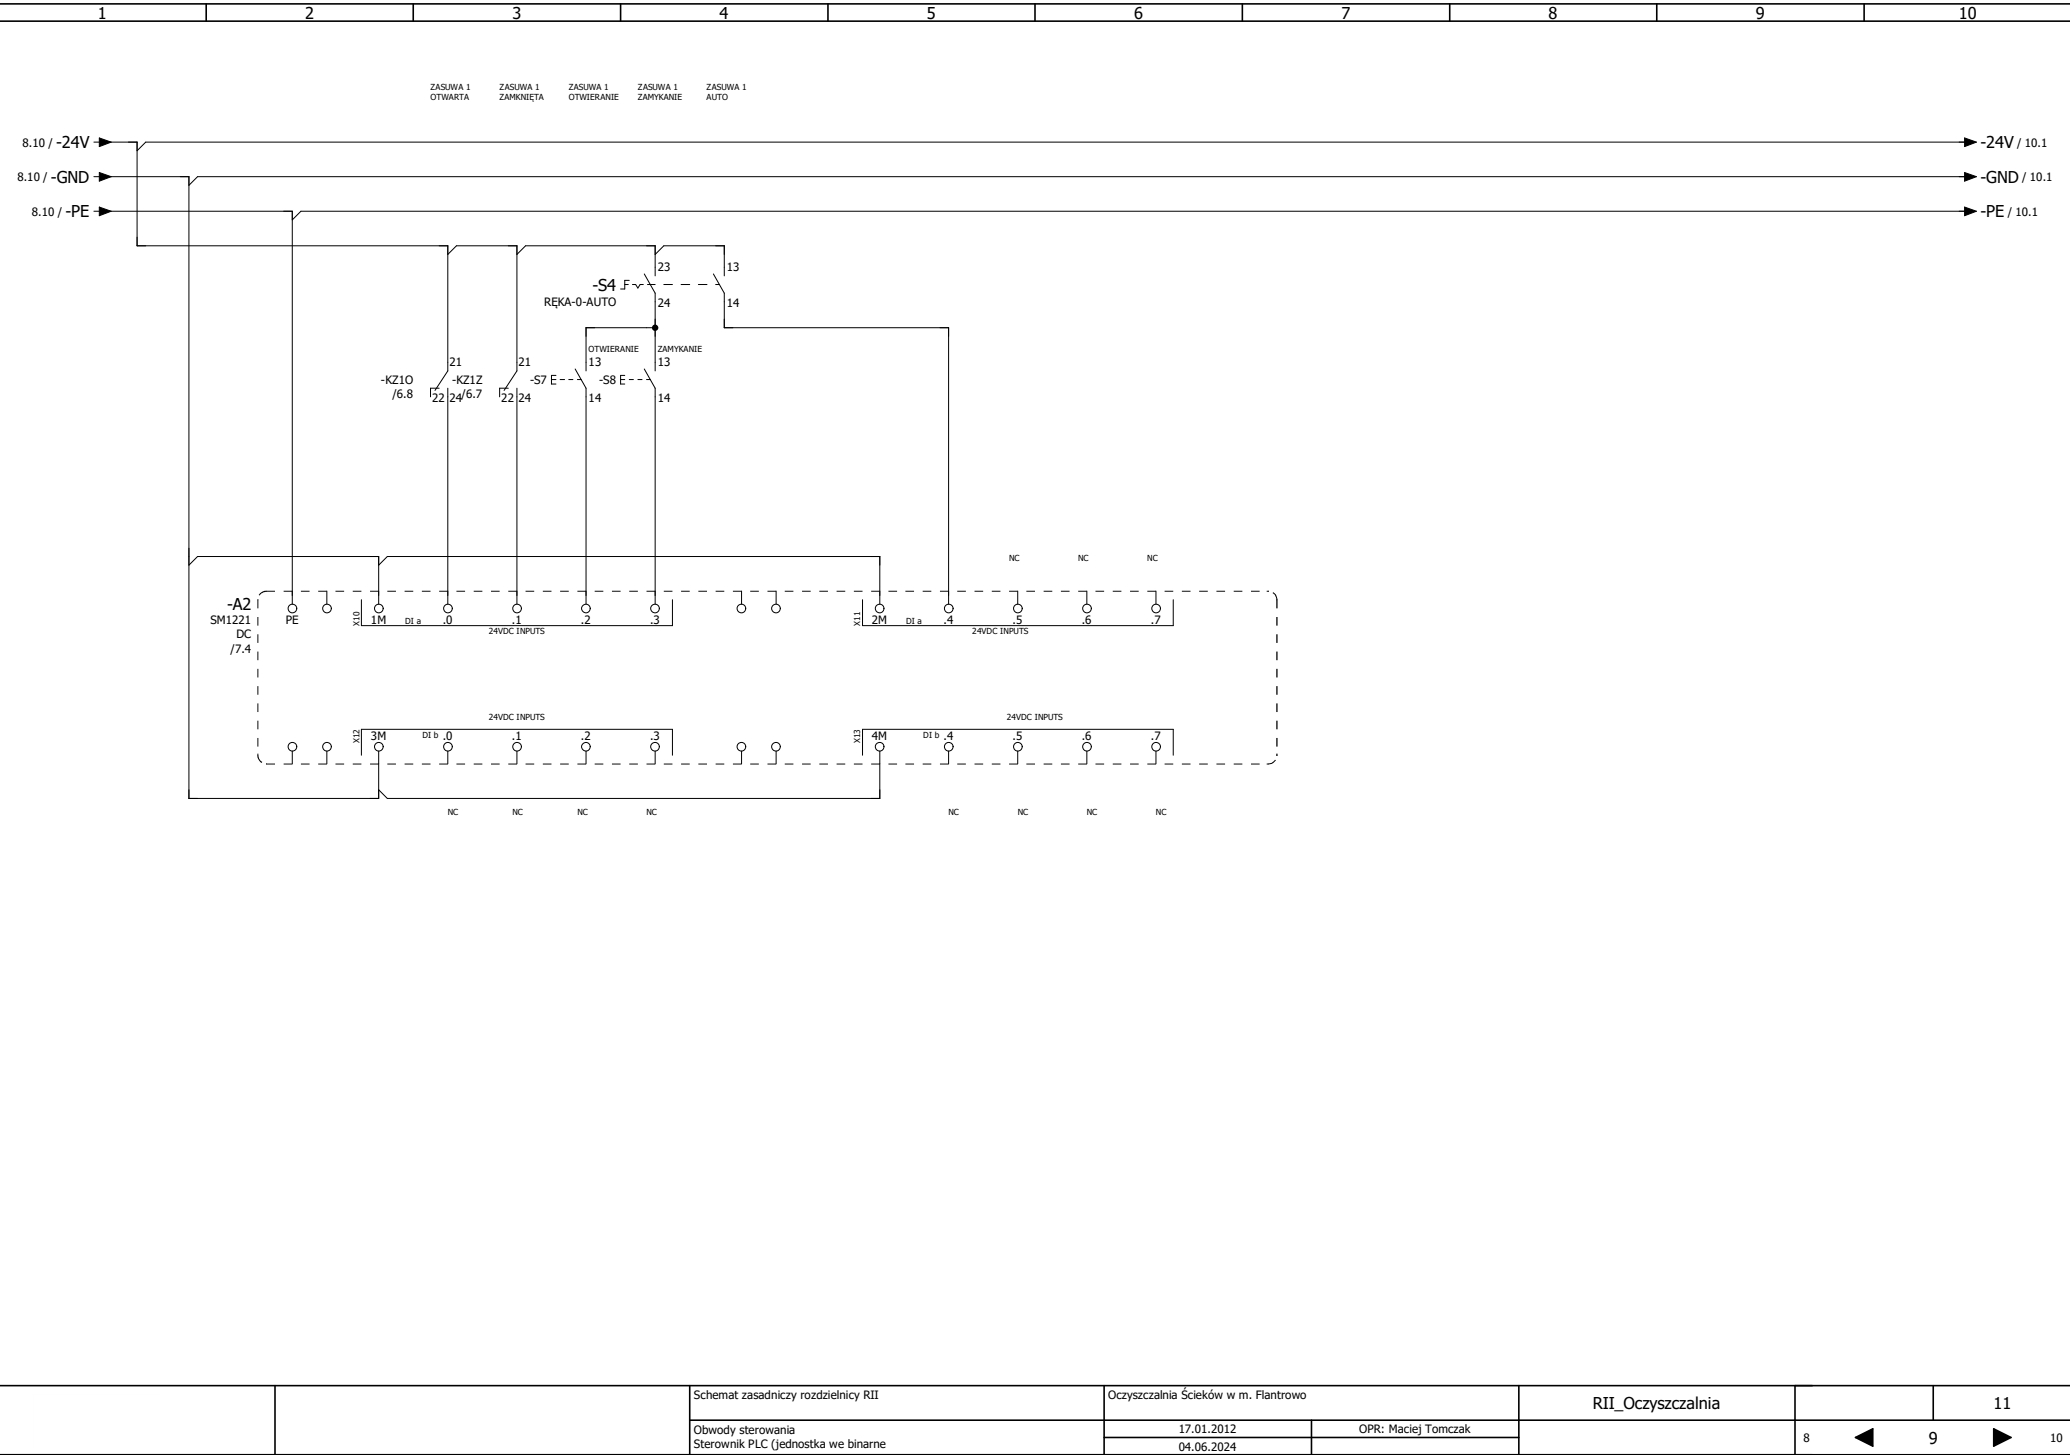 1 2 3 4 5 6 7 8 9 10
ZASUWA 1 ZASUWA 1 ZASUWA 1 ZASUWA 1 ZASUWA 1
OTWARTA ZAMKNIĘTA OTWIERANIE ZAMYKANIE AUTO
8.10 / -24V -24V / 10.1
8.10 / -GND -GND / 10.1
8.10 / -PE -PE / 10.1
23 13
-S4
RĘKA-0-AUTO 24 14
OTWIERANIE ZAMYKANIE
21 21 13 13
-KZ1O -KZ1Z -S7 -S8
/6.8 22 24 /6.7 22 24 14 14
NC NC NC
-A2
SM1221 PE X10 1M DI a .0 .1 .2 .3 X11 2M DI a .4 .5 .6 .7
DC 24VDC INPUTS 24VDC INPUTS
/7.4
24VDC INPUTS 24VDC INPUTS
X12 3M DI b .0 .1 .2 .3 X13 4M DI b .4 .5 .6 .7
NC NC NC NC NC NC NC NC
Schemat zasadniczy rozdzielnicy RII
Obwody sterowania
Sterownik PLC (jednostka we binarne
Oczyszczalnia Ścieków w m. Flantrowo
17.01.2012 OPR: Maciej Tomczak
04.06.2024
RII_Oczyszczalnia
11
8 9 10